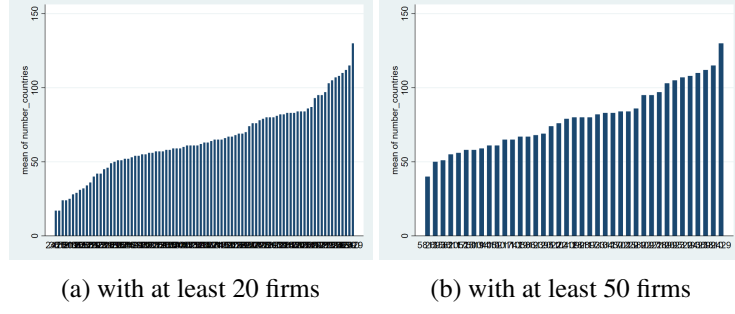 150
100
50
0
mean of number_countries
(a) with at least 20 firms
150
100
50
0
mean of number_countries
(b) with at least 50 firms